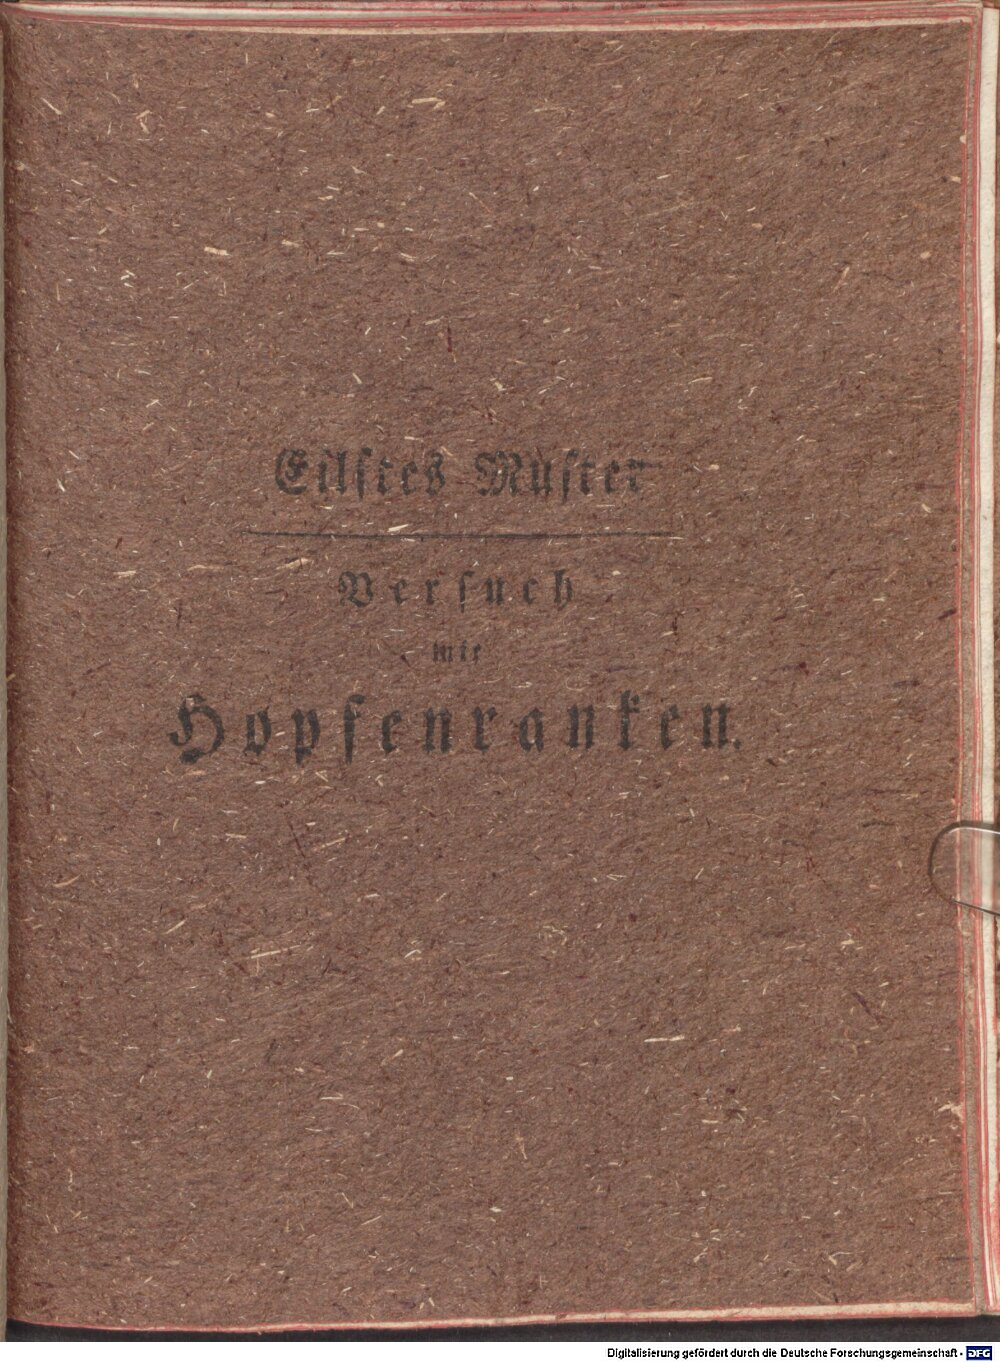 Eilftes Muster
Versuch
mit
Hopfenranken.
Digitalisierung gefördert durch die Deutsche Forschungsgemeinschaft - DFG